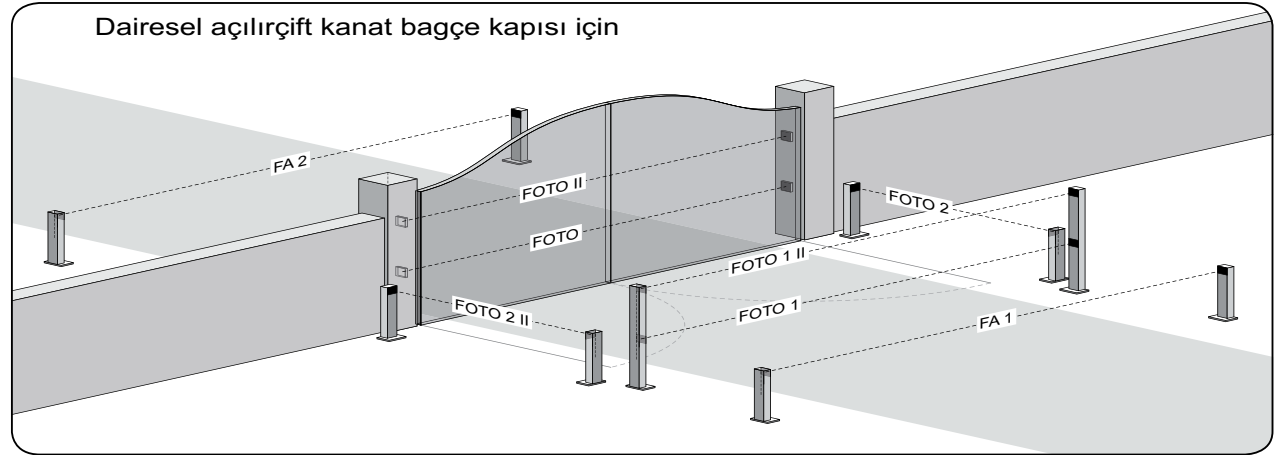 Dairesel açılırçift kanat bagçe kapısı için
FA 2
FOTO II
FOTO 2
FOTO
FOTO 1 II
FOTO 2 II
FOTO 1
FA 1